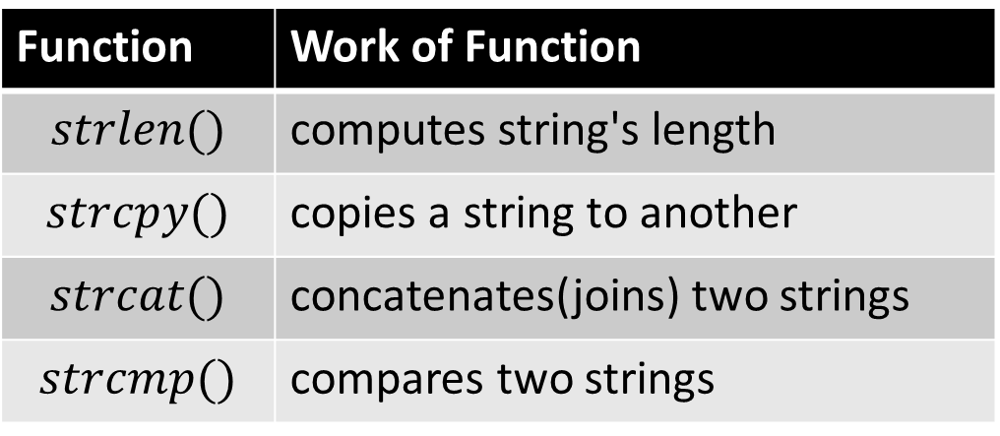 Function Work of Function
strlen() computes string's length
strcpy() copies a string to another
strcat() concatenates(joins) two strings
strcmp() compares two strings